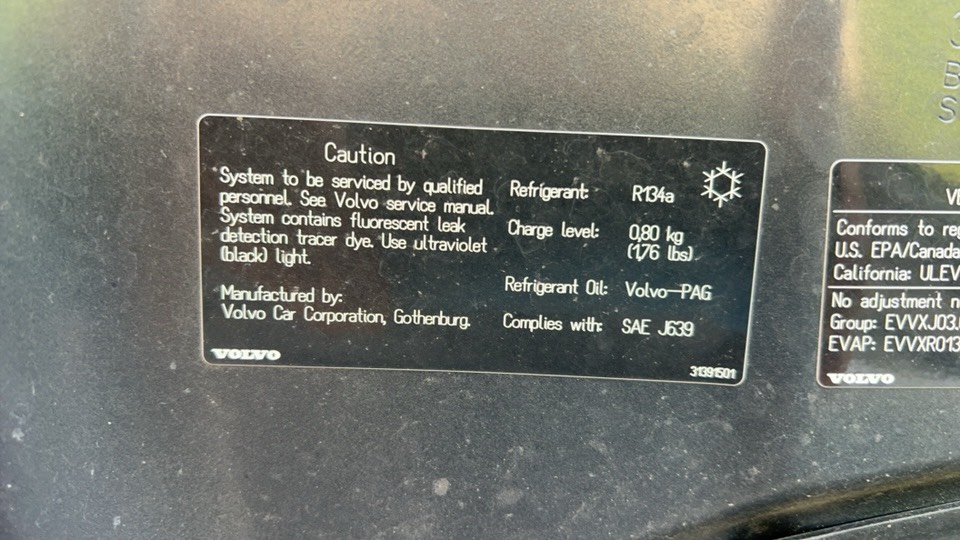 Caution
System to be serviced by qualified
personnel. See Volvo service manual.
System contains fluorescent leak
detection tracer dye. Use ultraviolet
(black) light.
Manufactured by:
Volvo Car Corporation, Gothenburg.
VOLVO
Refrigerant: R134a
Charge level: 0,80 kg
(1,76 lbs)
Refrigerant Oil: Volvo-PAG
Complies with: SAE J639
31391501
Conforms to
U.S. EPA/Canada
California: ULEV
No adjustment
Group: EVVXJ03.
EVAP: EVVXR013
VOLVO
B
S